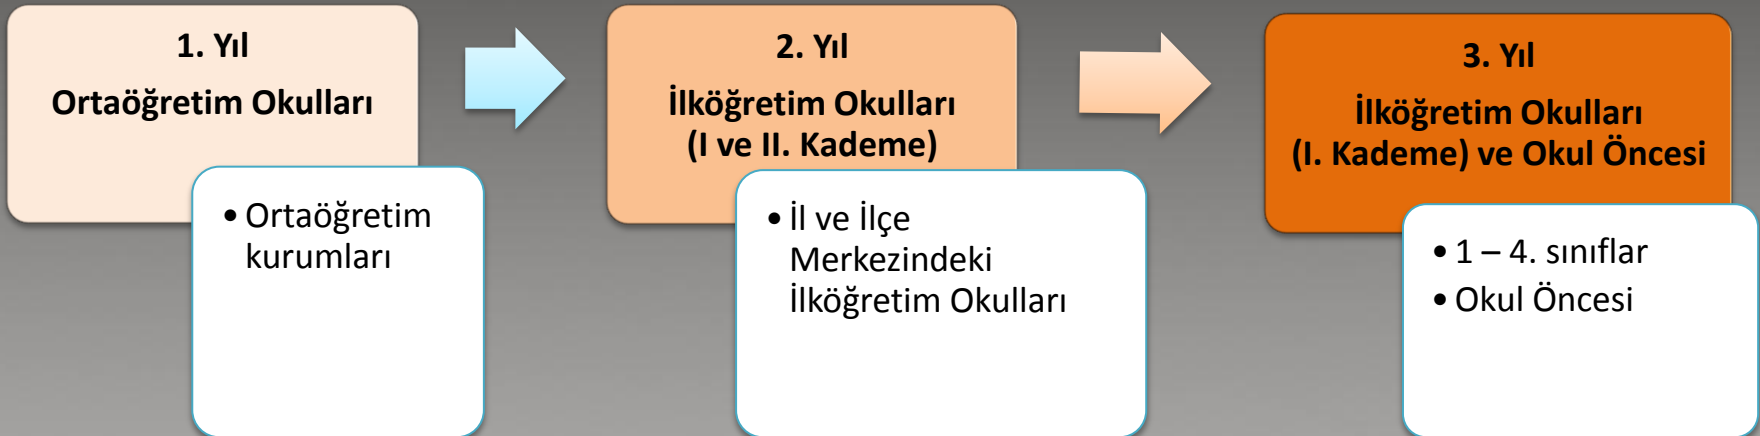 1. Yıl
Ortaöğretim Okulları
• Ortaöğretim
kurumları
2. Yıl
İlköğretim Okulları
(I ve II. Kademe)
• İl ve İlçe
Merkezindeki
İlköğretim Okulları
3. Yıl
İlköğretim Okulları
(I. Kademe) ve Okul Öncesi
• 1 – 4. sınıflar
• Okul Öncesi